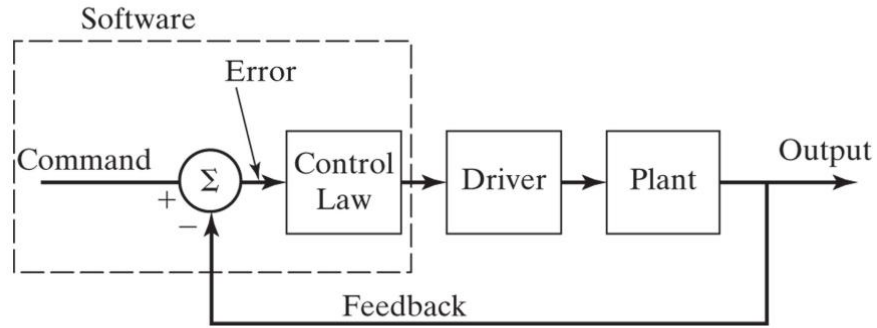 Software
Error
Command
+
Σ
−
Control
Law
Driver
Plant
Output
Feedback